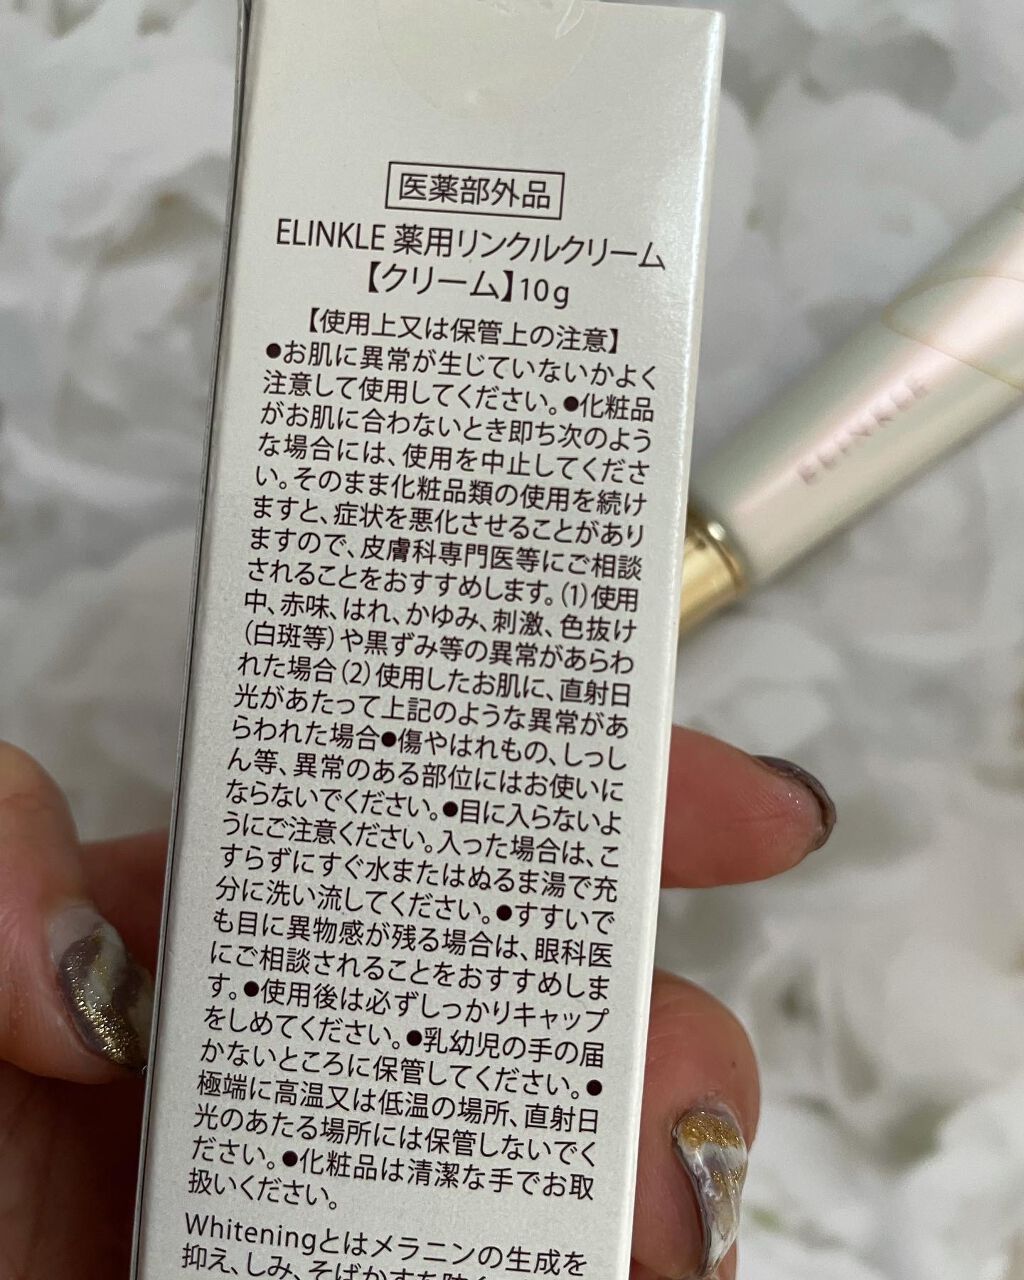 医薬部外品
ELINKLE 薬用リンクルクリーム
【クリーム】10g
【使用上又は保管上の注意】
●お肌に異常が生じていないかよく
注意して使用してください。●化粧品
がお肌に合わないとき即ち次のよう
な場合には、使用を中止してくださ
い。そのまま化粧品類の使用を続け
ますと、症状を悪化させることがあり
ますので、皮膚科専門医等にご相談
されることをおすすめします。(1)使用
中、赤味、はれ、かゆみ、刺激、色抜け
(白斑等)や黒ずみ等の異常があらわ
れた場合(2)使用したお肌に、直射日
光があたって上記のような異常があ
らわれた場合●傷やはれもの、しっし
ん等、異常のある部位にはお使いに
ならないでください。●目に入らないよ
うにご注意ください。入った場合は、こ
すらずにすぐ水またはぬるま湯で充
分に洗い流してください。●すすいで
も目に異物感が残る場合は、眼科医
にご相談されることをおすすめしま
す。●使用後は必ずしっかりキャップ
をしめてください。●乳幼児の手の届
かないところに保管してください。●
極端に高温又は低温の場所、直射日
光のあたる場所には保管しないでく
ださい。●化粧品は清潔な手でお取
扱いください。
Whiteningとはメラニンの生成を
抑え、しみ、そばかすを防ぐ
ELINKLE